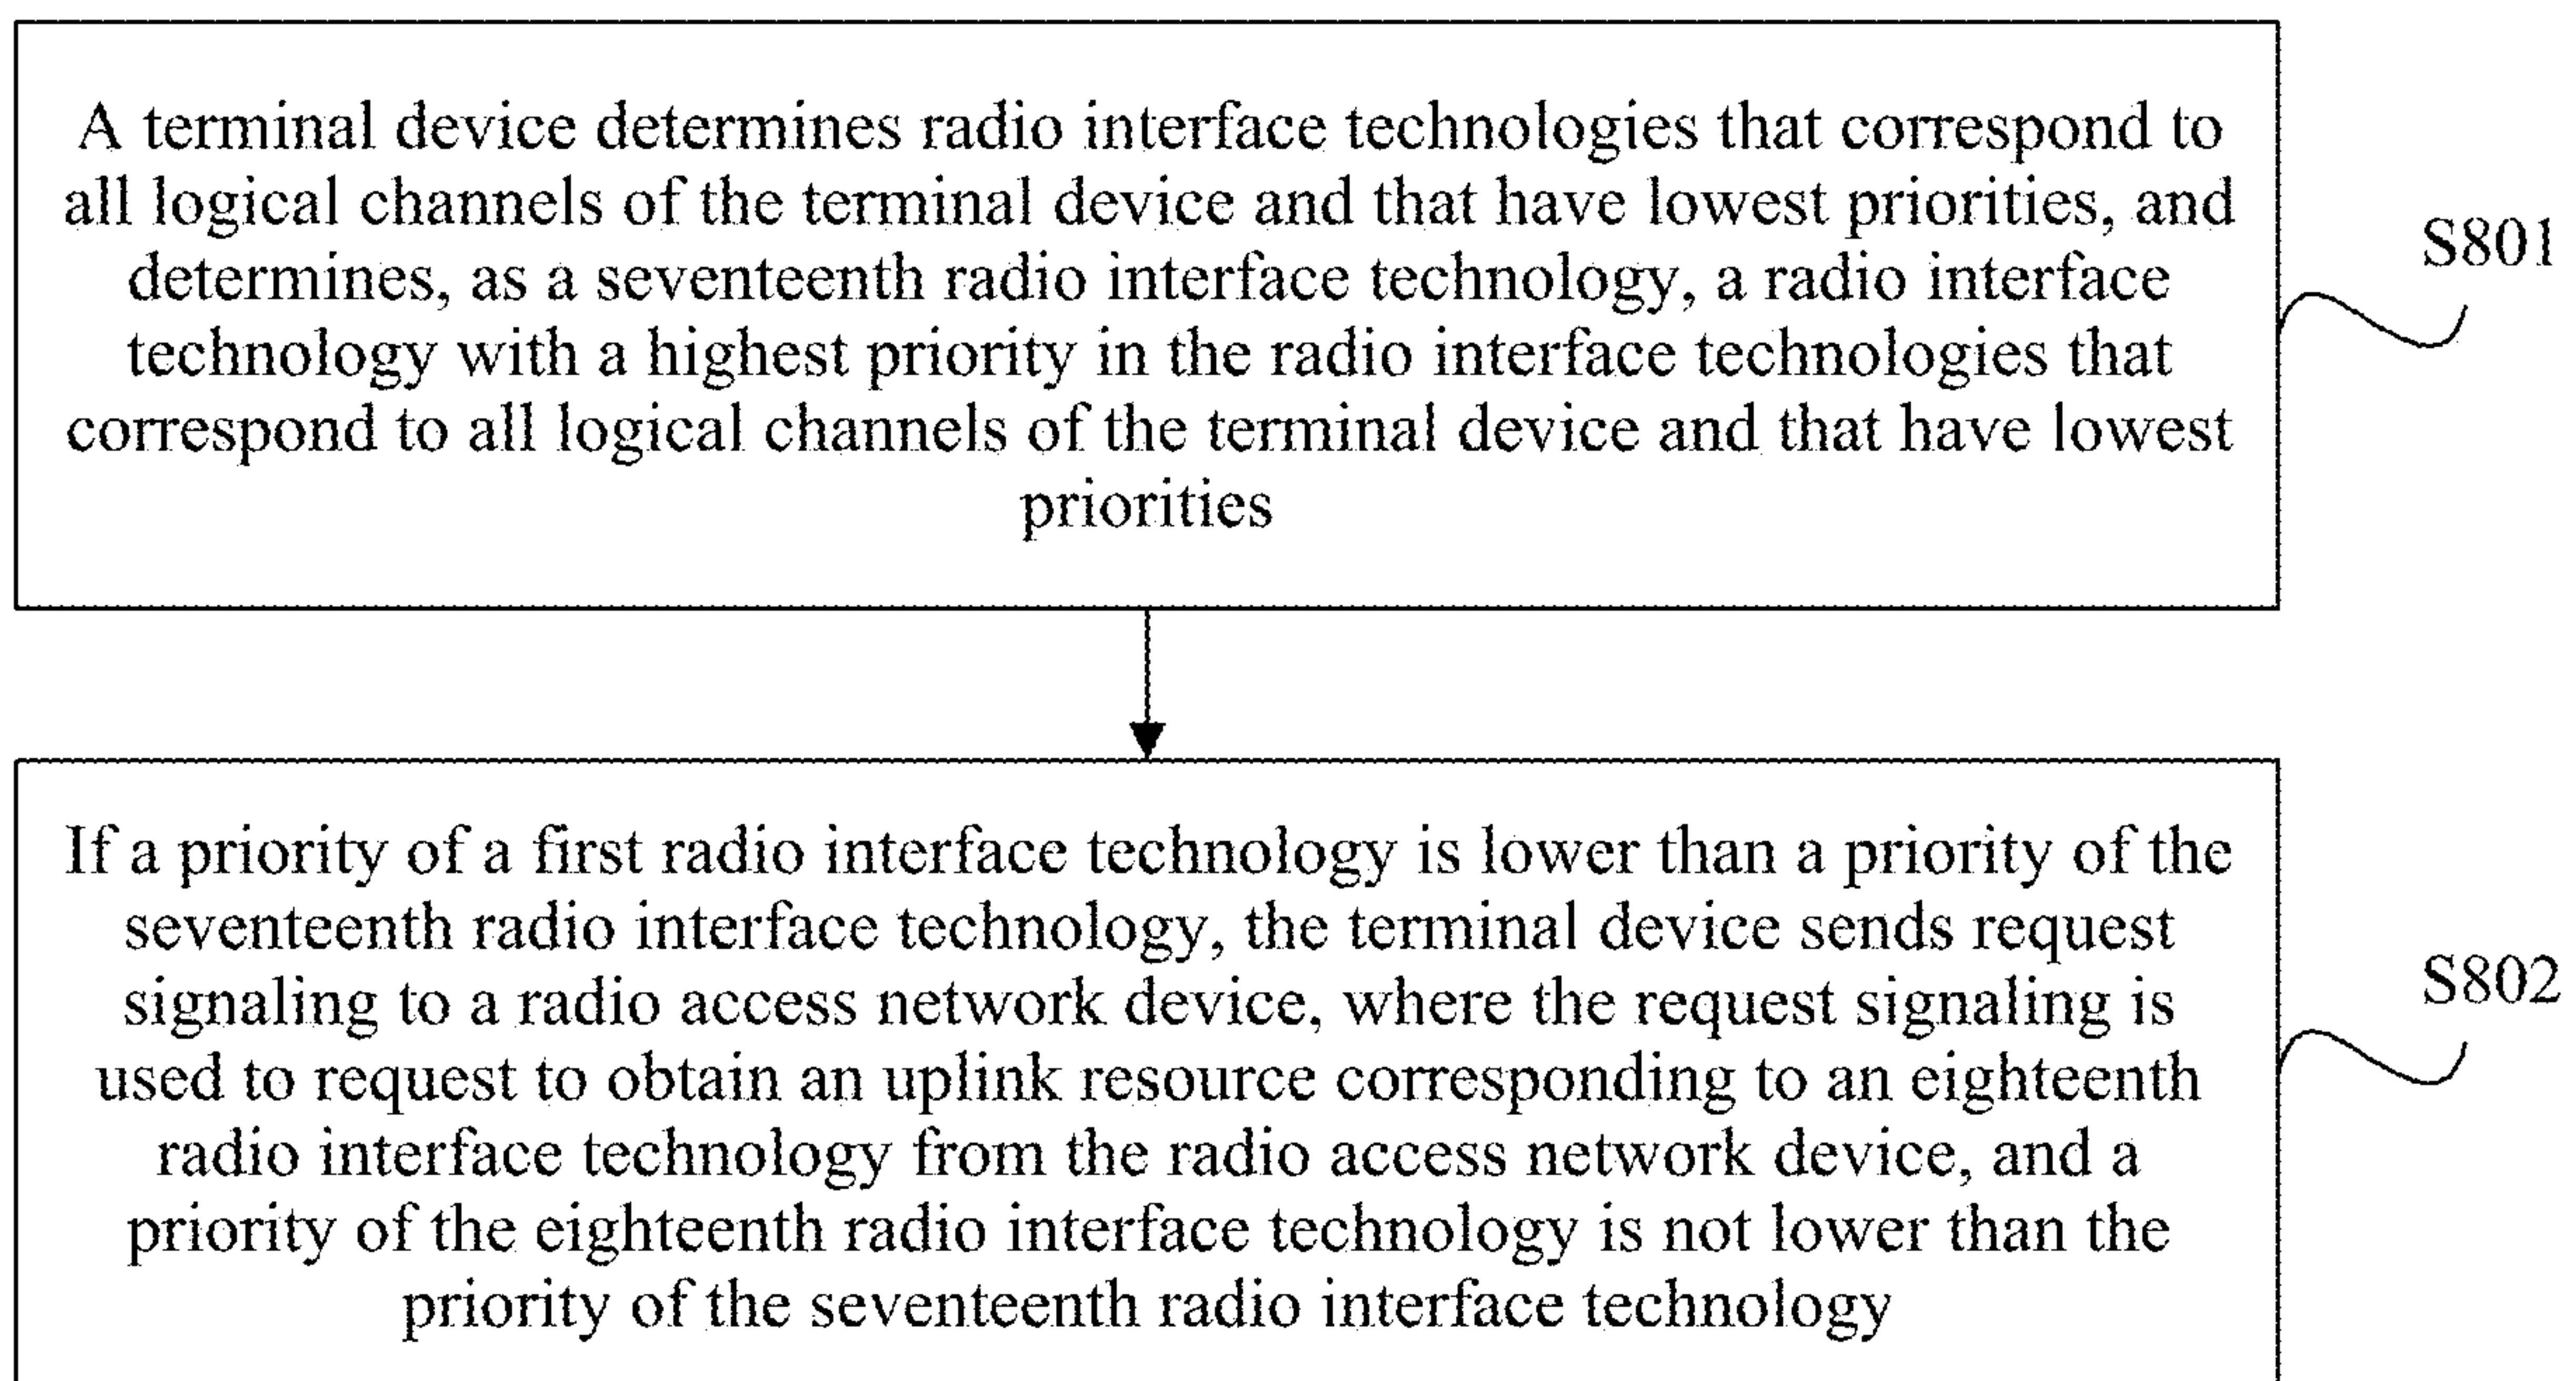 A terminal device determines radio interface technologies that correspond to
all logical channels of the terminal device and that have lowest priorities, and
determines, as a seventeenth radio interface technology, a radio interface
technology with a highest priority in the radio interface technologies that
correspond to all logical channels of the terminal device and that have lowest
priorities
S801
If a priority of a first radio interface technology is lower than a priority of the
seventeenth radio interface technology, the terminal device sends request
signaling to a radio access network device, where the request signaling is
used to request to obtain an uplink resource corresponding to an eighteenth
radio interface technology from the radio access network device, and a
priority of the eighteenth radio interface technology is not lower than the
priority of the seventeenth radio interface technology
S802